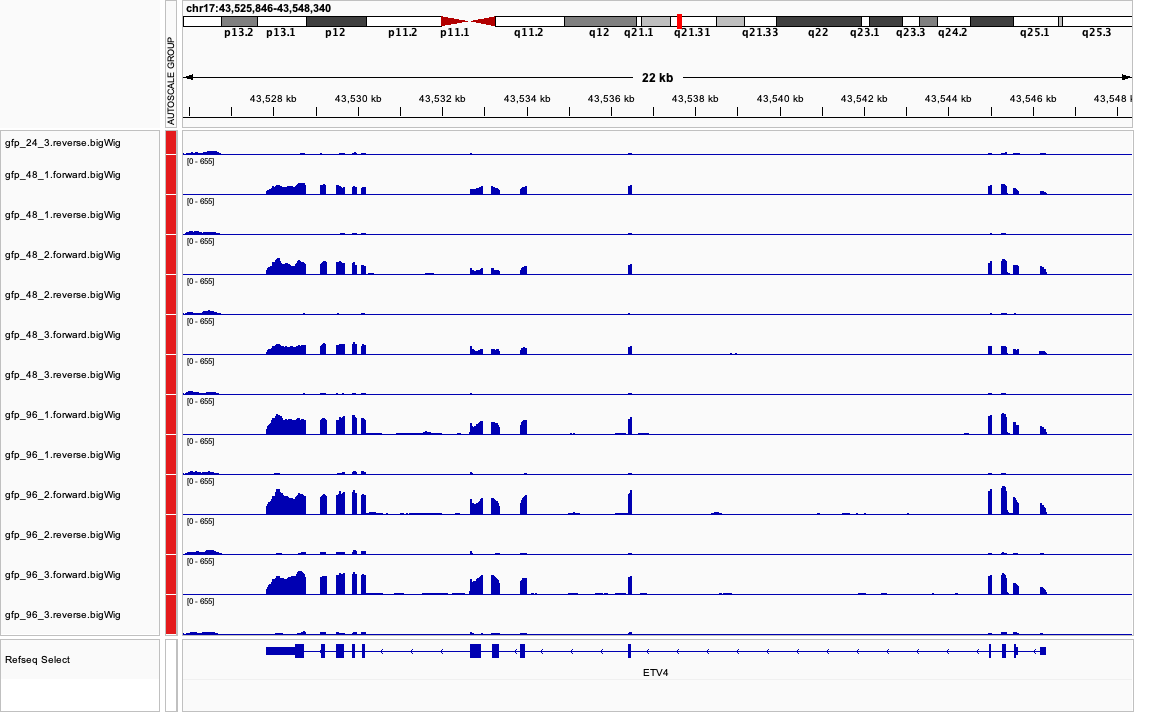 chr17:43,525,846-43,548,340
p13.2 p13.1 p12 p11.2 p11.1 q11.2 q12 q21.1 q21.31 q21.33 q22 q23.1 q23.3 q24.2 q25.1 q25.3
22 kb
43,528 kb 43,530 kb 43,532 kb 43,534 kb 43,536 kb 43,538 kb 43,540 kb 43,542 kb 43,544 kb 43,546 kb 43,548 k
AUTOSCALE GROUP
gfp_24_3.reverse.bigWig
[0 - 655]
gfp_48_1.forward.bigWig
[0 - 655]
gfp_48_1.reverse.bigWig
[0 - 655]
gfp_48_2.forward.bigWig
[0 - 655]
gfp_48_2.reverse.bigWig
[0 - 655]
gfp_48_3.forward.bigWig
[0 - 655]
gfp_48_3.reverse.bigWig
[0 - 655]
gfp_96_1.forward.bigWig
[0 - 655]
gfp_96_1.reverse.bigWig
[0 - 655]
gfp_96_2.forward.bigWig
[0 - 655]
gfp_96_2.reverse.bigWig
[0 - 655]
gfp_96_3.forward.bigWig
[0 - 655]
gfp_96_3.reverse.bigWig
Refseq Select
ETV4